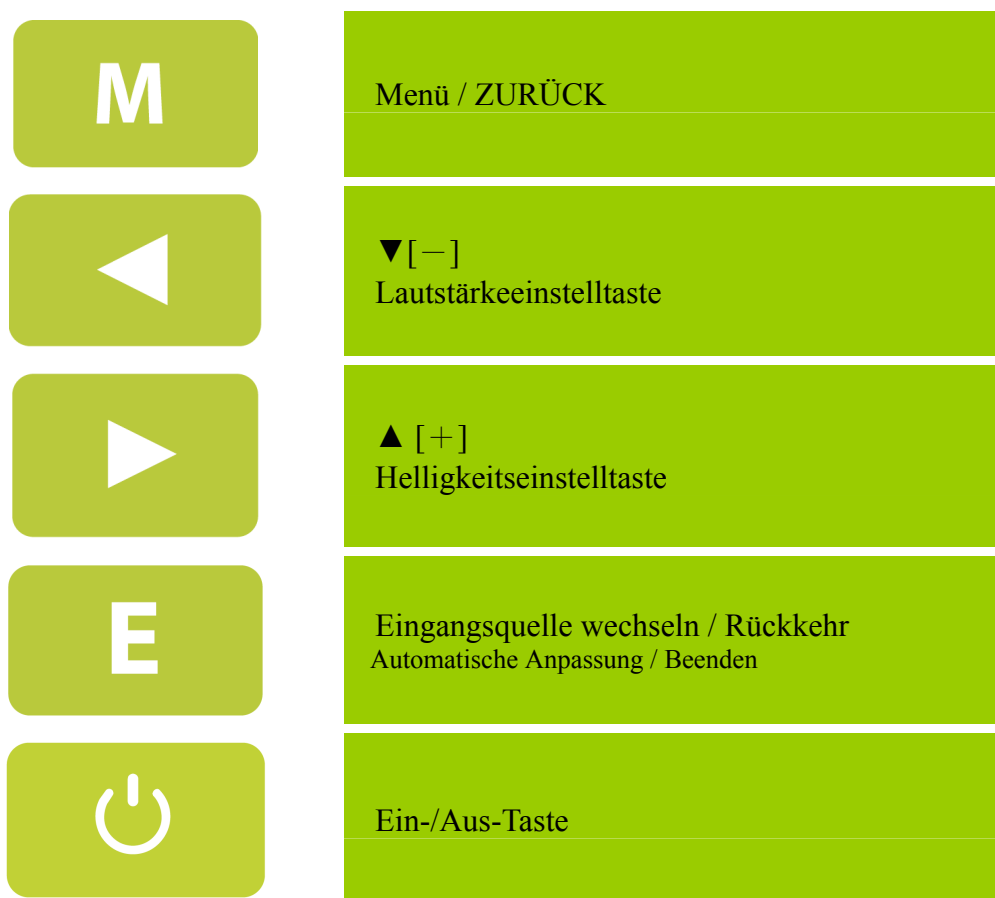 M
Menü / ZURÜCK
◀
▼[－]
Lautstärkeeinstelltaste
▶
▲ [＋]
Helligkeitseinstelltaste
E
Eingangsquelle wechseln / Rückkehr
Automatische Anpassung / Beenden
Ein-/Aus-Taste